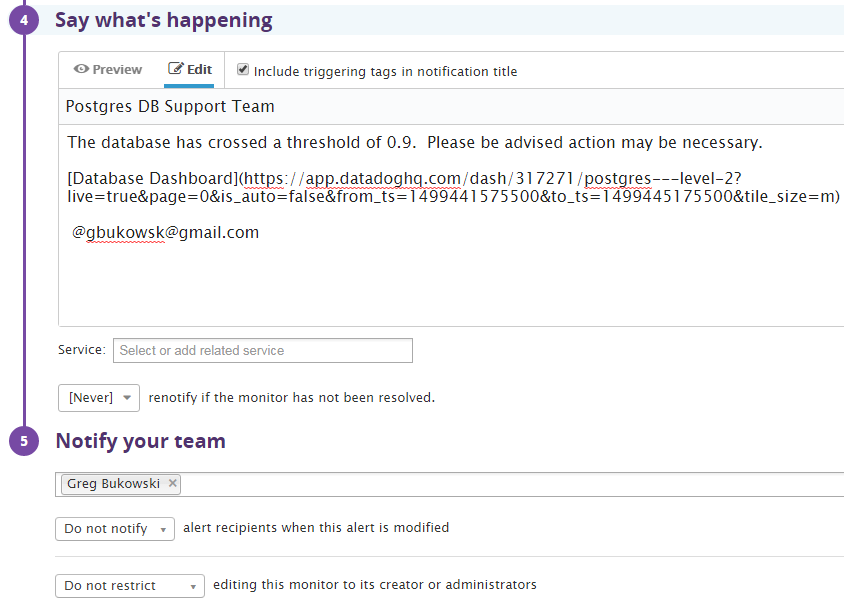 4
Say what's happening
Preview Edit Include triggering tags in notification title
Postgres DB Support Team
The database has crossed a threshold of 0.9. Please be advised action may be necessary.
[Database Dashboard](https://app.datadoghq.com/dash/317271/postgres---level-2?
live=true&page=0&is_auto=false&from_ts=1499441575500&to_ts=1499445175500&tile_size=m)
@gbukowsk@gmail.com
Service: Select or add related service
[Never] renotify if the monitor has not been resolved.
5
Notify your team
Greg Bukowski ×
Do not notify alert recipients when this alert is modified
Do not restrict editing this monitor to its creator or administrators